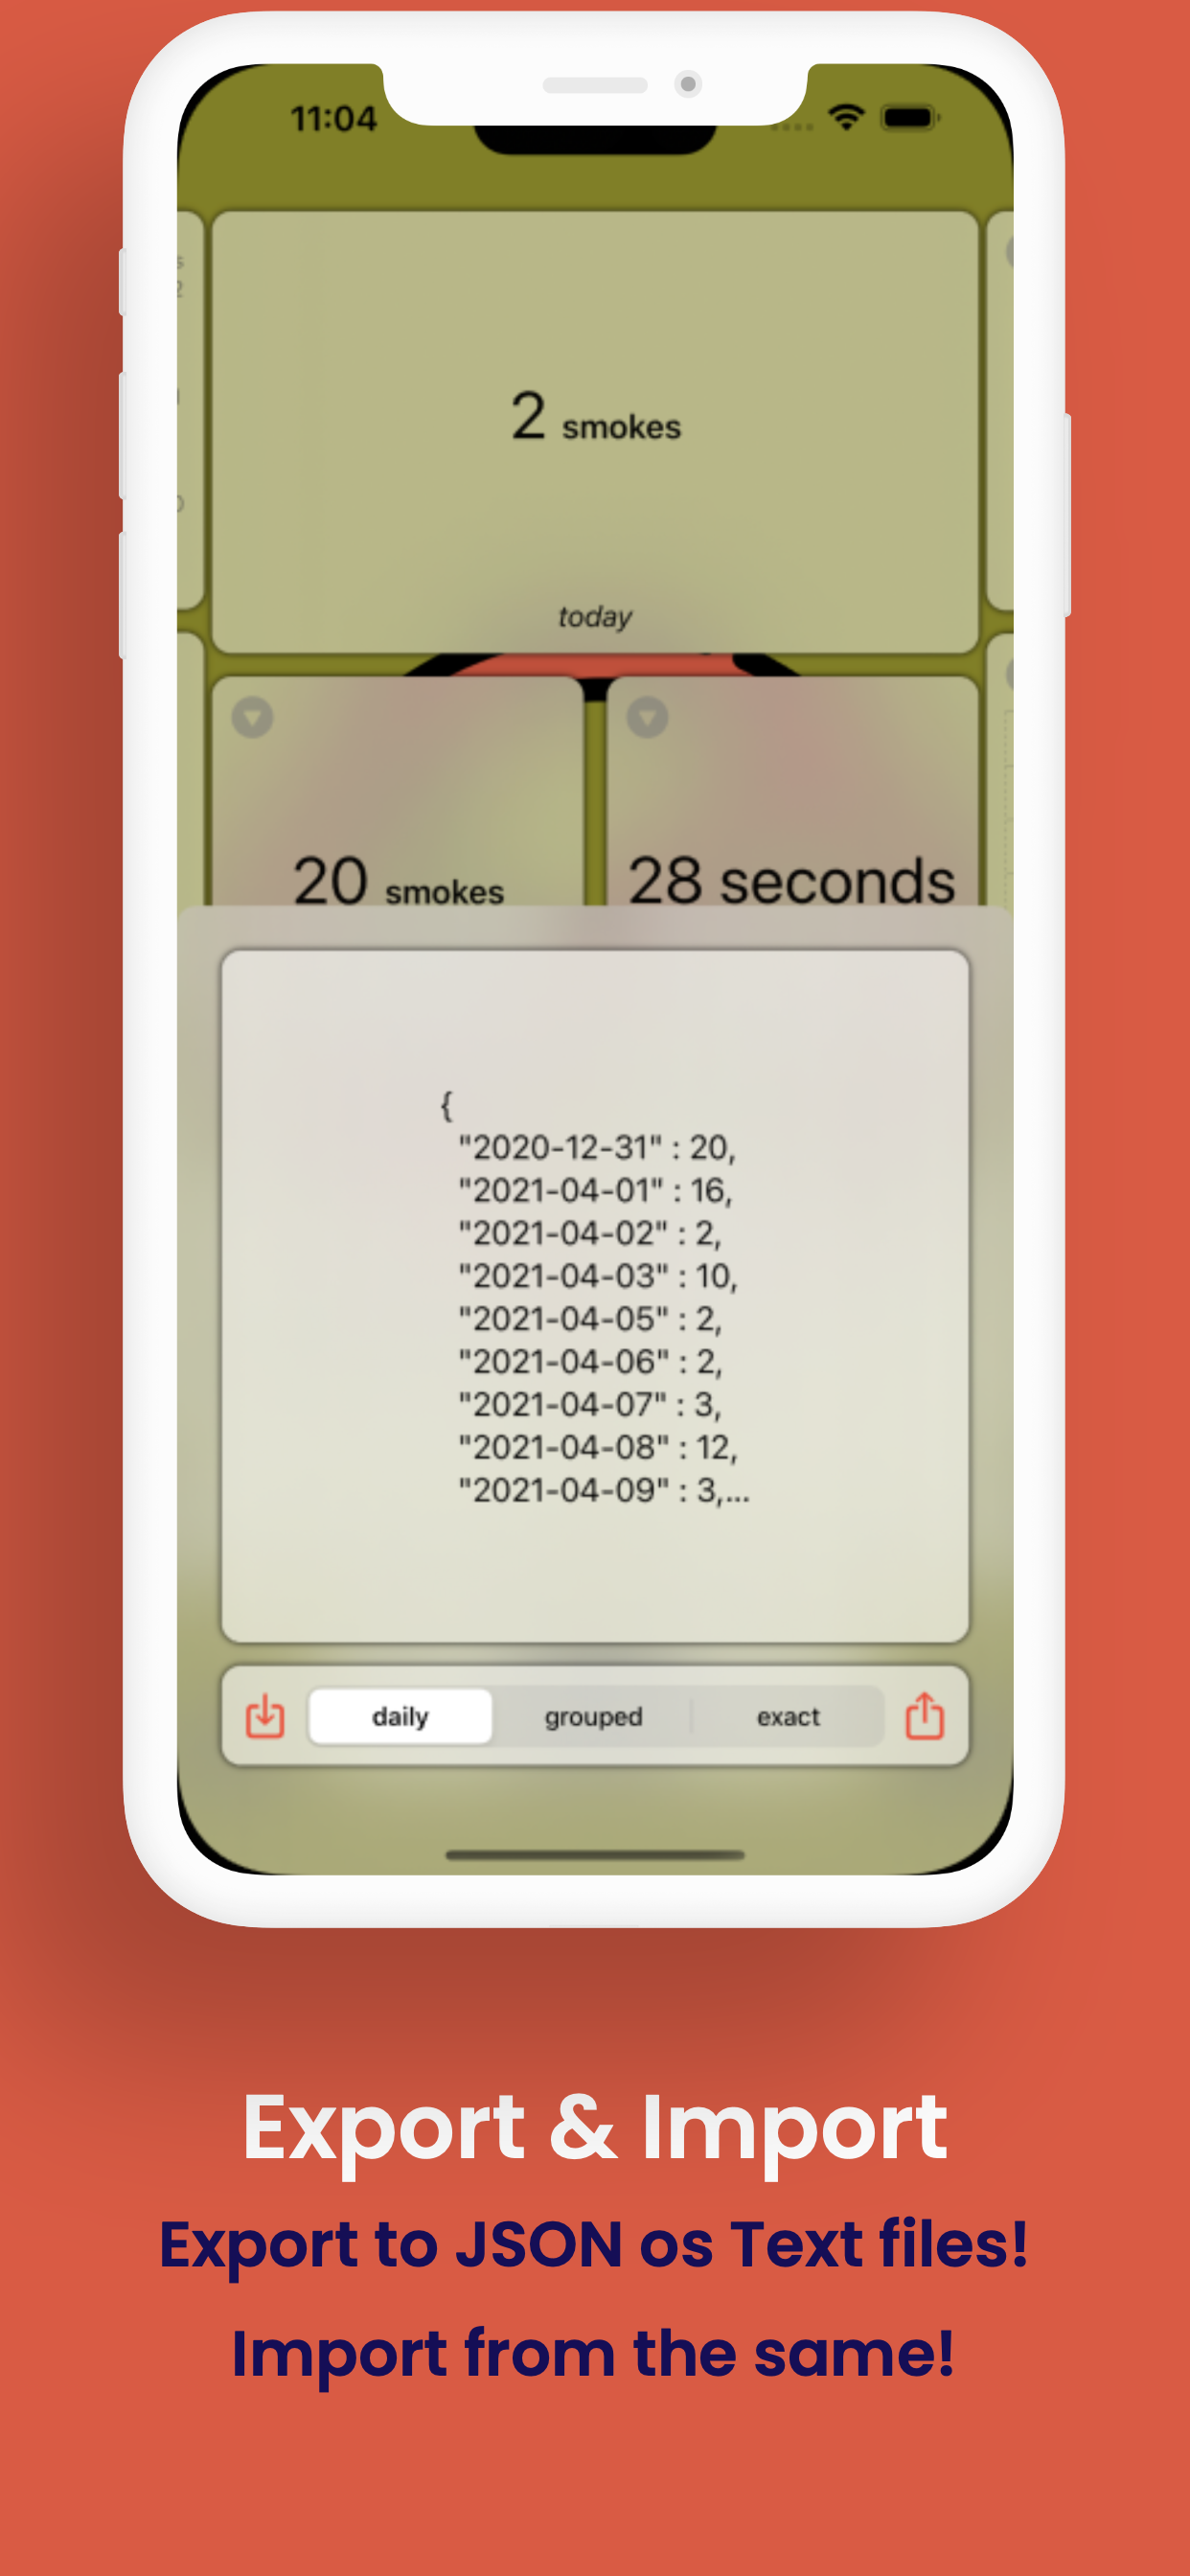 11:04
s
2
2 smokes
today
20 smokes
28 seconds
{
"2020-12-31" : 20,
"2021-04-01" : 16,
"2021-04-02" : 2,
"2021-04-03" : 10,
"2021-04-05" : 2,
"2021-04-06" : 2,
"2021-04-07" : 3,
"2021-04-08" : 12,
"2021-04-09" : 3,...
daily grouped exact
Export & Import
Export to JSON os Text files!
Import from the same!